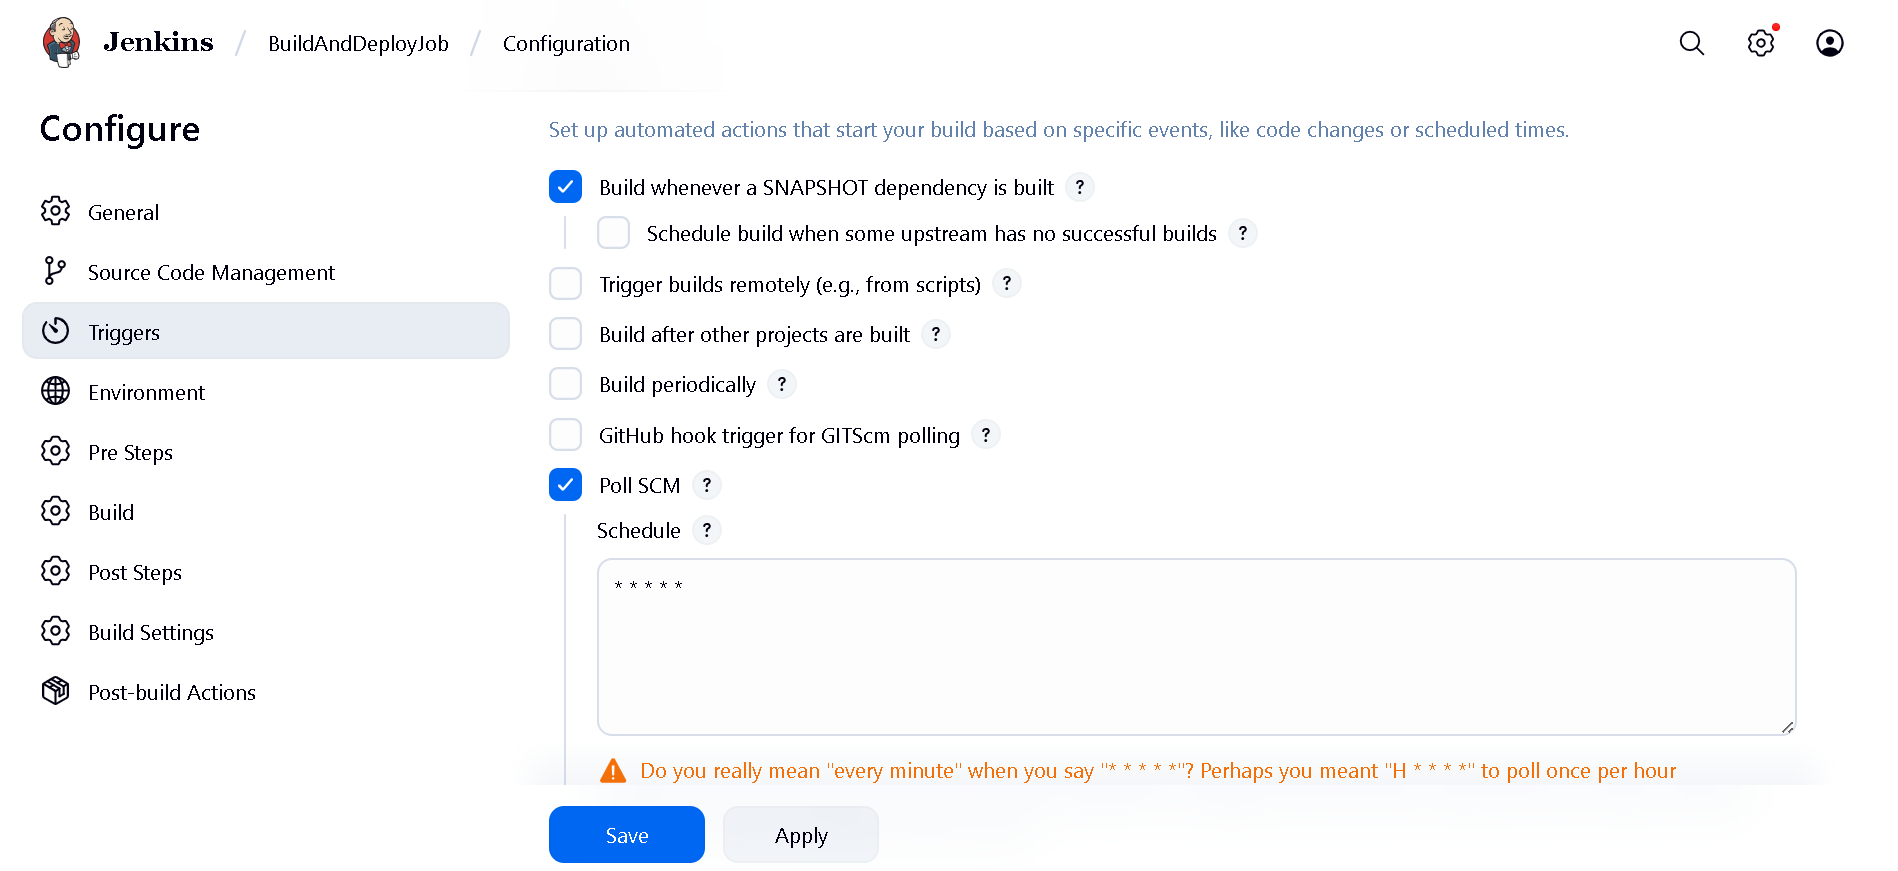 Jenkins / BuildAndDeployJob / Configuration
Configure
General
Source Code Management
Triggers
Environment
Pre Steps
Build
Post Steps
Build Settings
Post-build Actions
Set up automated actions that start your build based on specific events, like code changes or scheduled times.
Build whenever a SNAPSHOT dependency is built ?
Schedule build when some upstream has no successful builds ?
Trigger builds remotely (e.g., from scripts) ?
Build after other projects are built ?
Build periodically ?
GitHub hook trigger for GITScm polling ?
Poll SCM ?
Schedule ?
* * * * *
Do you really mean "every minute" when you say "* * * * *"? Perhaps you meant "H * * * *" to poll once per hour
Save
Apply